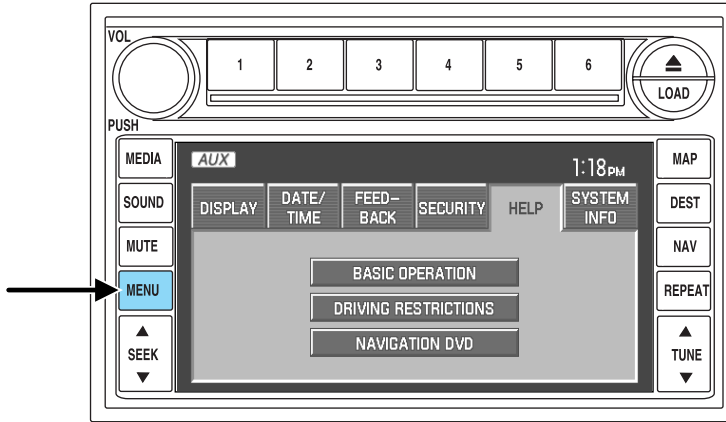 VOL
1 2 3 4 5 6
LOAD
PUSH
MEDIA
SOUND
MUTE
MENU
SEEK
AUX
1:18PM
DISPLAY
DATE/
TIME
FEED-
BACK
SECURITY
HELP
SYSTEM
INFO
BASIC OPERATION
DRIVING RESTRICTIONS
NAVIGATION DVD
MAP
DEST
NAV
REPEAT
TUNE